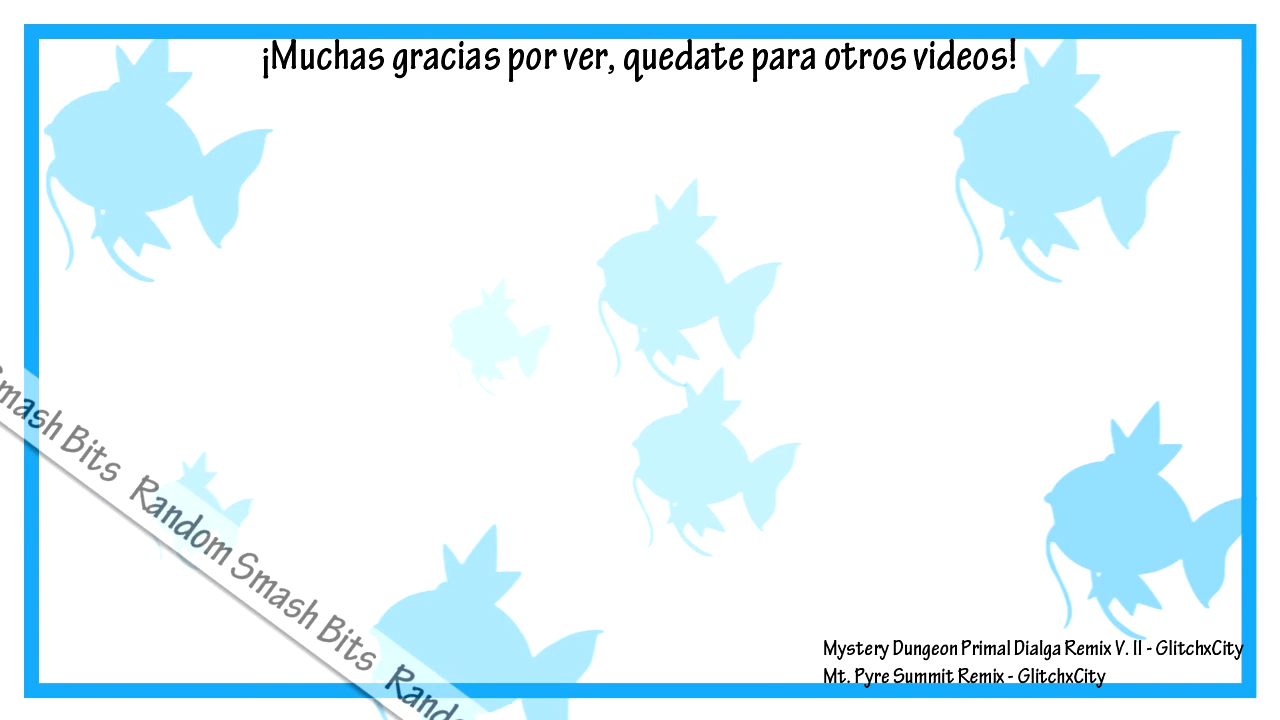 ¡Muchas gracias por ver, quedate para otros videos!
Smash Bits Random Smash Bits Rand
Mystery Dungeon Primal Dialga Remix V. II - GlitchxCity
Mt. Pyre Summit Remix - GlitchxCity